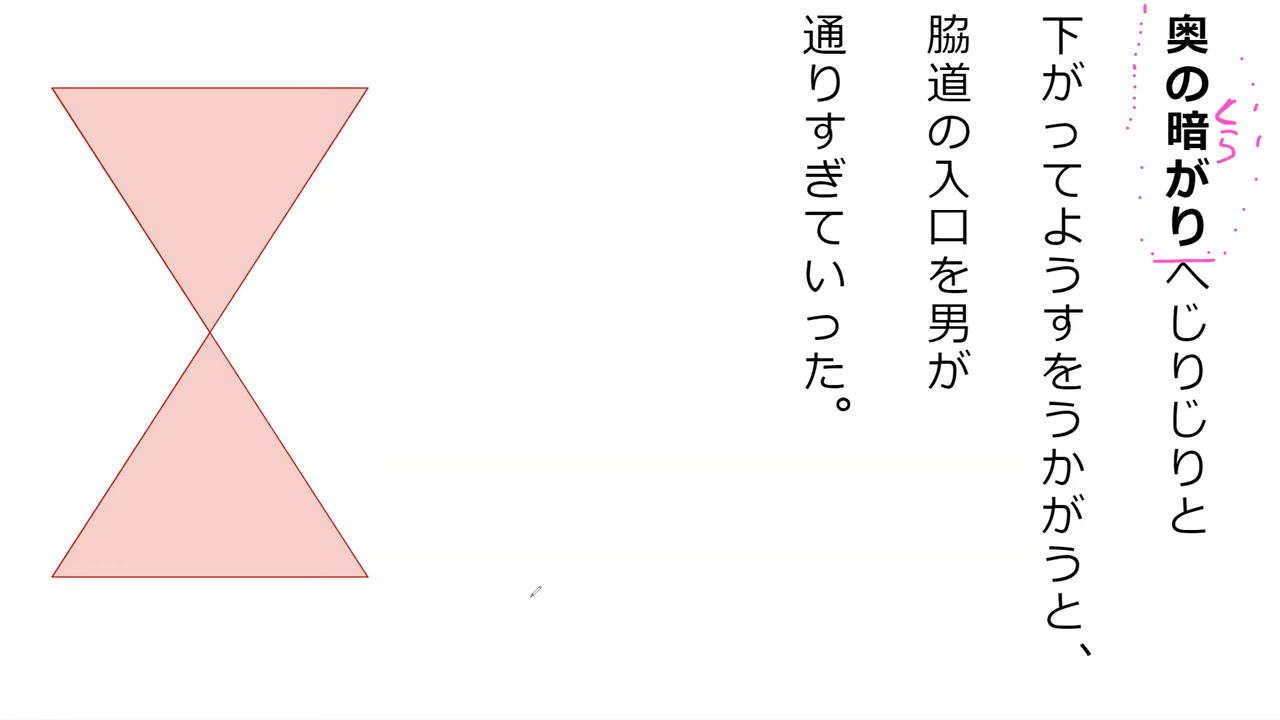 奥の暗がりへじりじりと
くら
下がってようすをうかがうと、
脇道の入口を男が
通りすぎていった。